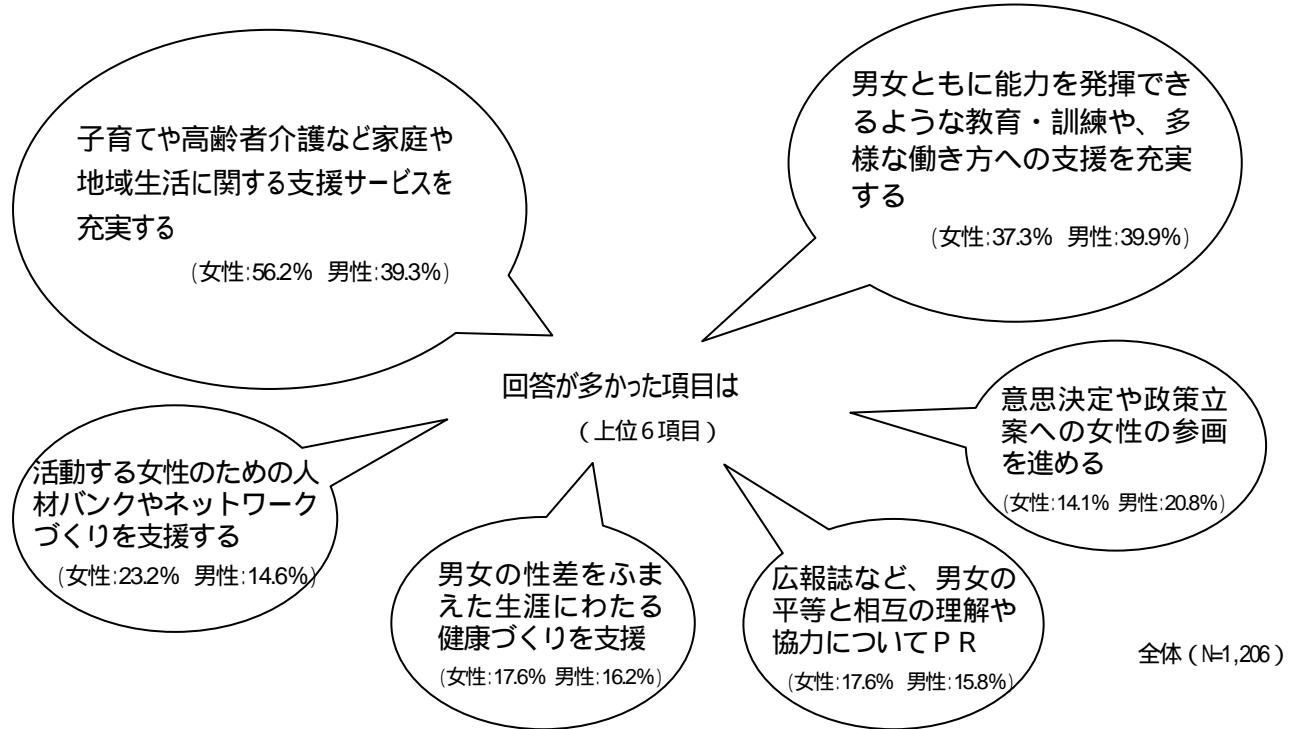 子育てや高齢者介護など家庭や
地域生活に関する支援サービスを
充実する
(女性:56.2% 男性:39.3%)
男女ともに能力を発揮でき
るような教育・訓練や、多
様な働き方への支援を充実
する
(女性:37.3% 男性:39.9%)
回答が多かった項目は
(上位6項目)
意思決定や政策立
案への女性の参画
を進める
(女性:14.1% 男性:20.8%)
活動する女性のための人
材バンクやネットワーク
づくりを支援する
(女性:23.2% 男性:14.6%)
男女の性差をふま
えた生涯にわたる
健康づくりを支援
(女性:17.6% 男性:16.2%)
広報誌など、男女の
平等と相互の理解や
協力についてPR
(女性:17.6% 男性:15.8%)
全体(N=1,206)